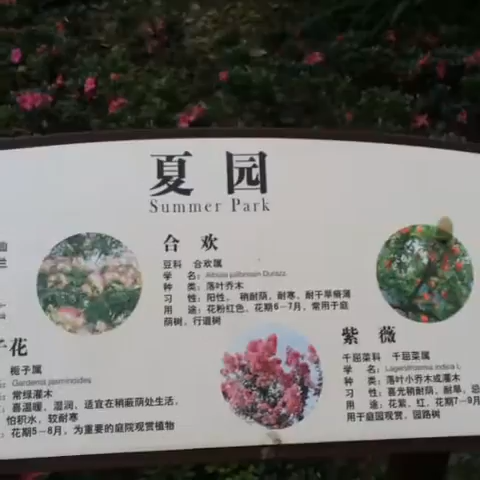 夏园
Summer Park
合欢
豆科 合欢属
学 名：Albizia julibrissin Durazz.
种 类：落叶乔木
习 性：阳性，稍耐荫，耐寒，耐干旱瘠薄
用 途：花粉红色，花期6-7月，常用于庭
荫树，行道树
子花
栀子属
Gardenia jasminoides
常绿灌木
喜温暖，湿润，适宜在稍蔽荫处生活，
怕积水，较耐寒
花期5-8月，为重要的庭院观赏植物
紫薇
千屈菜科 千屈菜属
学 名：Lagerstroemia indica L
种 类：落叶小乔木或灌木
习 性：喜光稍耐荫，耐旱，忌
用 途：花紫、红，花期7-9月
用于庭园观赏，园路树